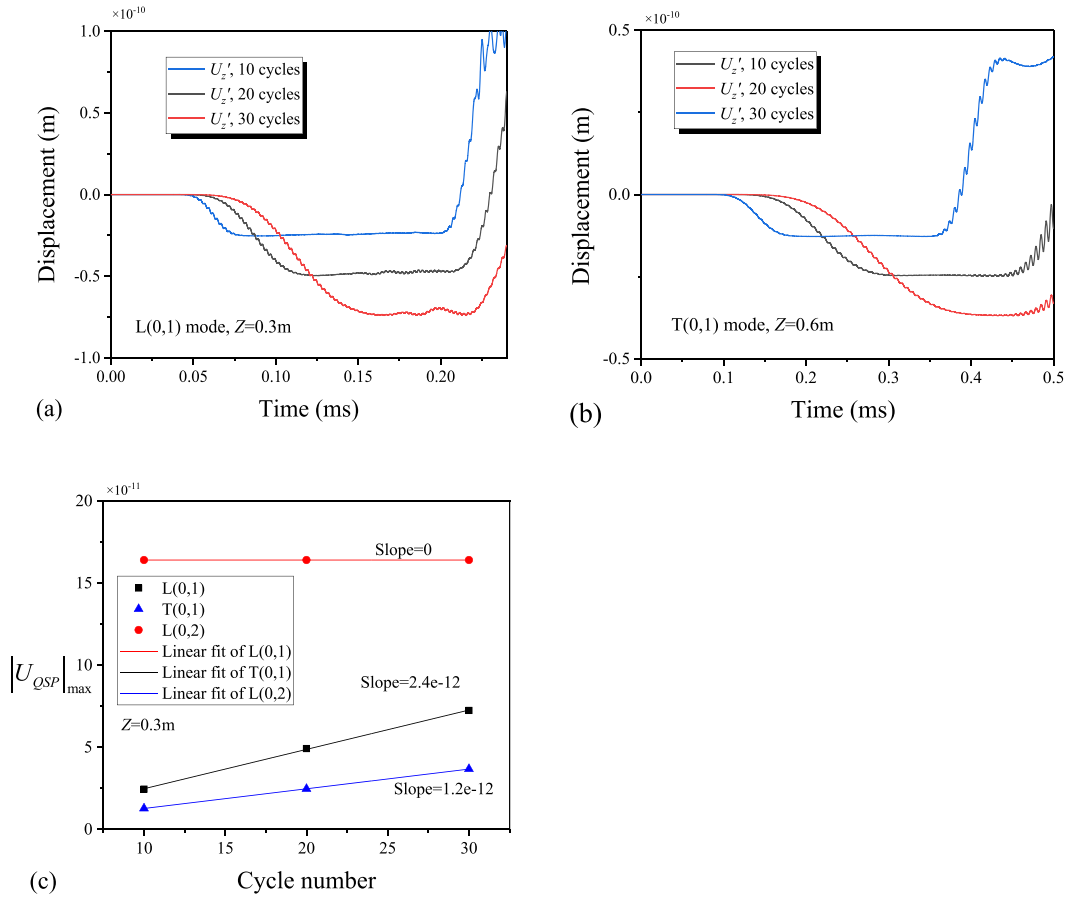 ×10⁻¹⁰
1.0
0.5
0.0
-0.5
-1.0
Displacement (m)
U_z′, 10 cycles
U_z′, 20 cycles
U_z′, 30 cycles
L(0,1) mode, Z=0.3m
0.00
0.05
0.10
0.15
0.20
Time (ms)
(a)
×10⁻¹⁰
0.5
0.0
-0.5
Displacement (m)
U_z′, 10 cycles
U_z′, 20 cycles
U_z′, 30 cycles
T(0,1) mode, Z=0.6m
0.0
0.1
0.2
0.3
0.4
0.5
Time (ms)
(b)
×10⁻¹¹
20
15
10
5
0
|U_QSP|max
Slope=0
L(0,1)
T(0,1)
L(0,2)
Linear fit of L(0,1)
Linear fit of T(0,1)
Linear fit of L(0,2)
Slope=2.4e-12
Z=0.3m
Slope=1.2e-12
10
15
20
25
30
Cycle number
(c)